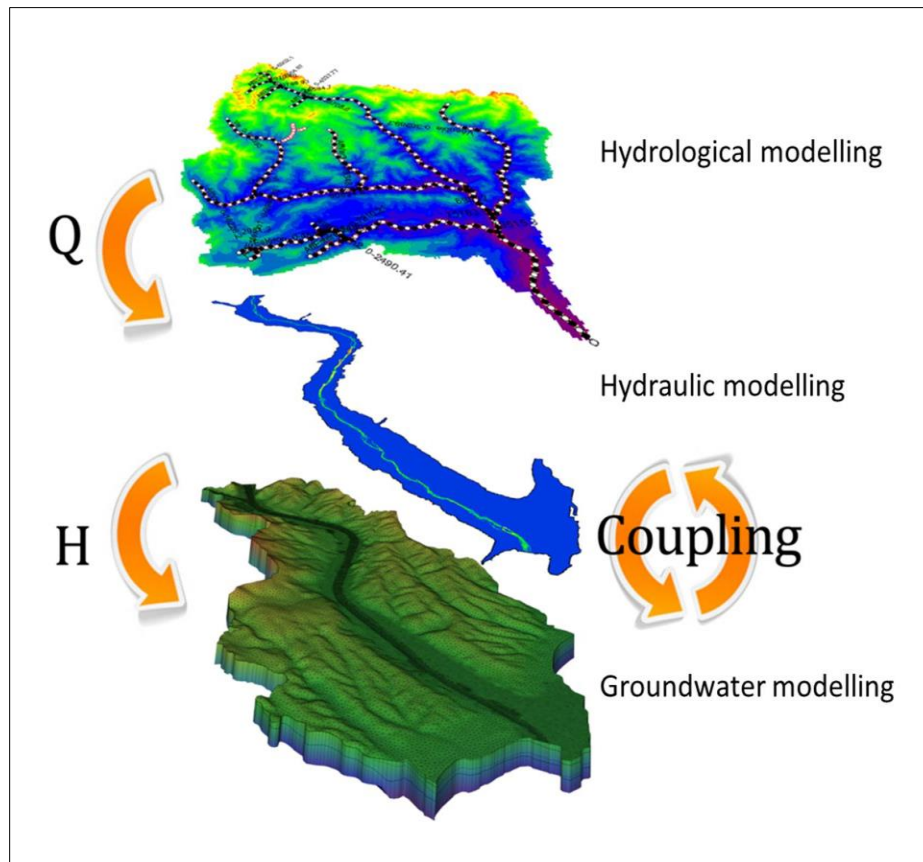 Hydrological modelling
Q
0-2490.41
Hydraulic modelling
H
Coupling
Groundwater modelling